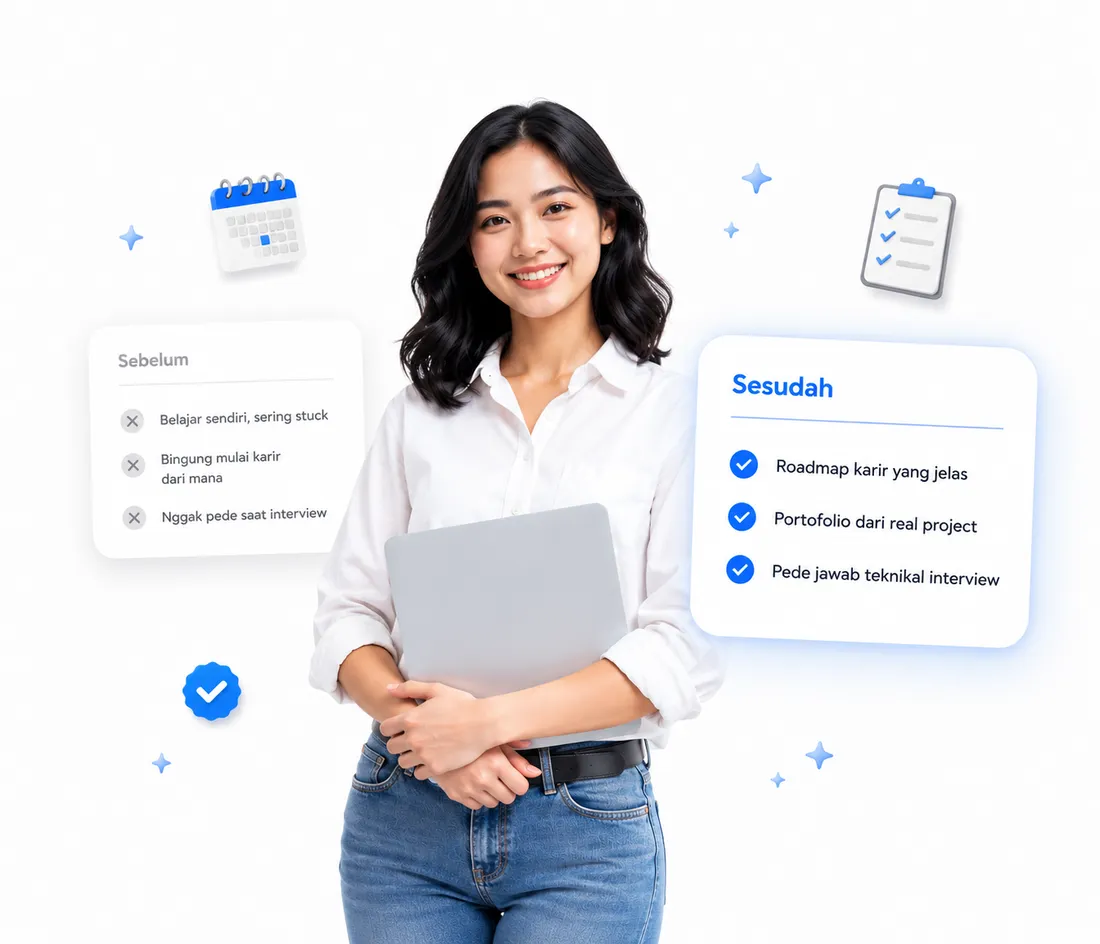 Sebelum
Belajar sendiri, sering stuck
Bingung mulai karir
dari mana
Nggak pede saat interview
Sesudah
Roadmap karir yang jelas
Portofolio dari real project
Pede jawab teknikal interview